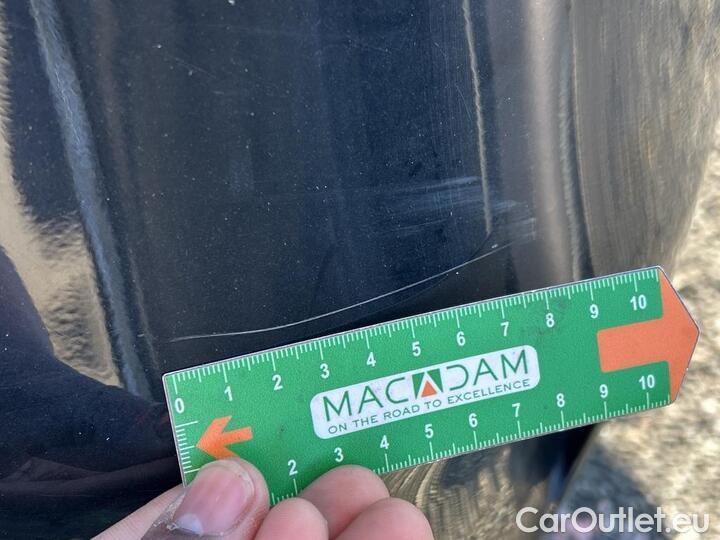 0 1 2 3 4 5 6 7 8 9 10
MACADAM
ON THE ROAD TO EXCELLENCE
2 3 4 5 6 7 8 9 10
CarOutlet.eu